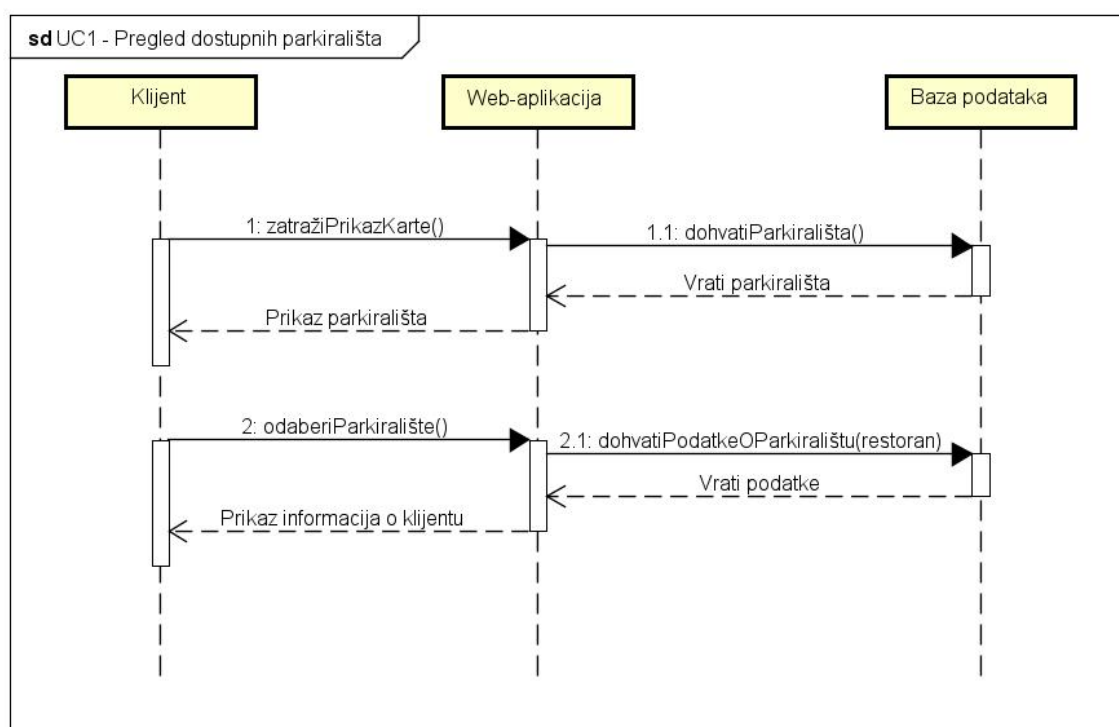 sd UC1 - Pregled dostupnih parkirališta
Klijent
Web-aplikacija
Baza podataka
1: zatražiPrikazKarte()
1.1: dohvatiParkirališta()
Vrati parkirališta
Prikaz parkirališta
2: odaberiParkiralište()
2.1: dohvatiPodatkeOParkiralištu(restoran)
Vrati podatke
Prikaz informacija o klijentu